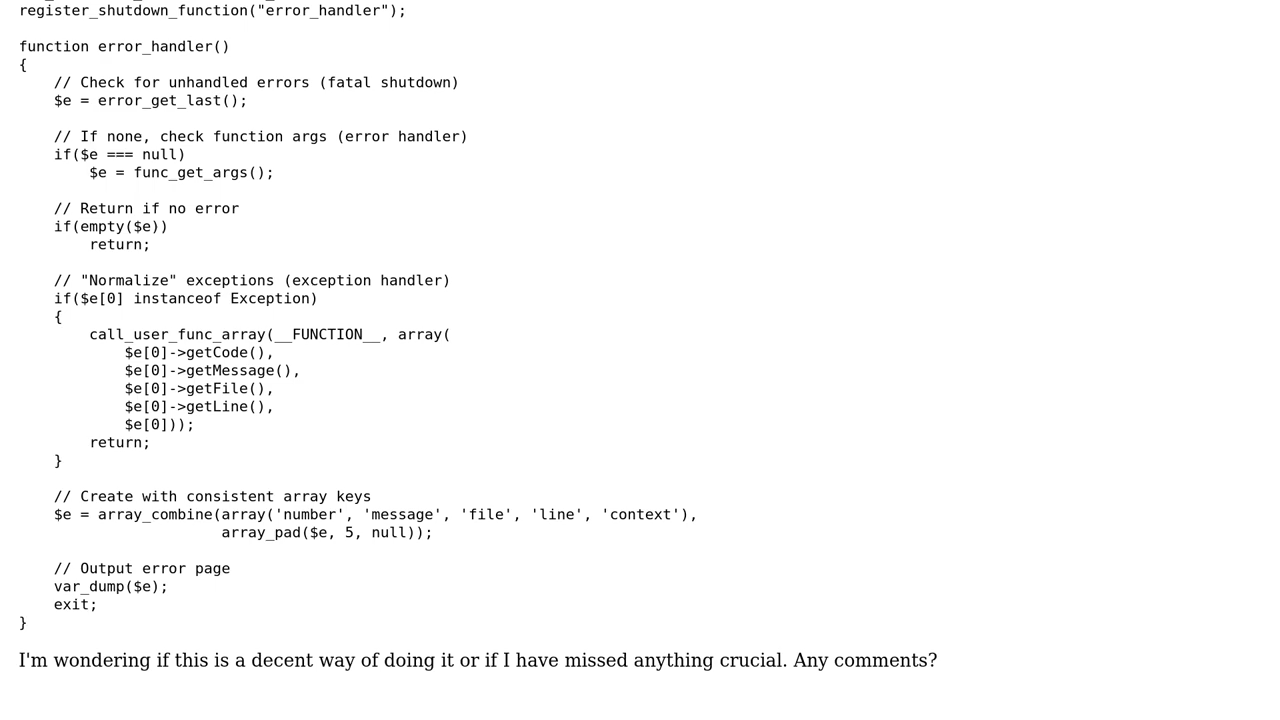 register_shutdown_function("error_handler");

function error_handler()
{
    // Check for unhandled errors (fatal shutdown)
    $e = error_get_last();

    // If none, check function args (error handler)
    if($e === null)
        $e = func_get_args();

    // Return if no error
    if(empty($e))
        return;

    // "Normalize" exceptions (exception handler)
    if($e[0] instanceof Exception)
    {
        call_user_func_array(__FUNCTION__, array(
            $e[0]->getCode(),
            $e[0]->getMessage(),
            $e[0]->getFile(),
            $e[0]->getLine(),
            $e[0]));
        return;
    }

    // Create with consistent array keys
    $e = array_combine(array('number', 'message', 'file', 'line', 'context'),
                       array_pad($e, 5, null));

    // Output error page
    var_dump($e);
    exit;
}
I'm wondering if this is a decent way of doing it or if I have missed anything crucial. Any comments?